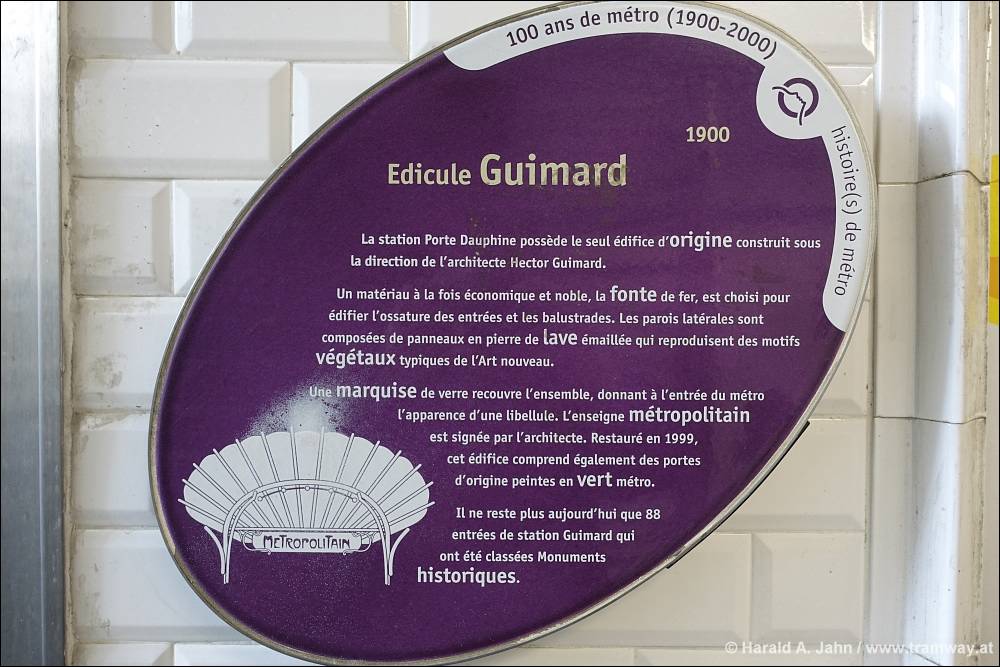 100 ans de métro (1900-2000)
histoire(s) de métro
1900
Edicule Guimard
La station Porte Dauphine possède le seul édifice d'origine construit sous
la direction de l'architecte Hector Guimard.
Un matériau à la fois économique et noble, la fonte de fer, est choisi pour
édifier l'ossature des entrées et les balustrades. Les parois latérales sont
composées de panneaux en pierre de lave émaillée qui reproduisent des motifs
végétaux typiques de l'Art nouveau.
Une marquise de verre recouvre l'ensemble, donnant à l'entrée du métro
l'apparence d'une libellule. L'enseigne métropolitain
est signée par l'architecte. Restauré en 1999,
cet édifice comprend également des portes
d'origine peintes en vert métro.
Il ne reste plus aujourd'hui que 88
entrées de station Guimard qui
ont été classées Monuments
historiques.
METROPOLITAIN
© Harald A. Jahn / www.tramway.at